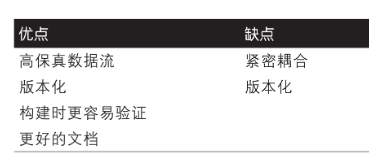 优点 缺点
高保真数据流 紧密耦合
版本化 版本化
构建时更容易验证
更好的文档